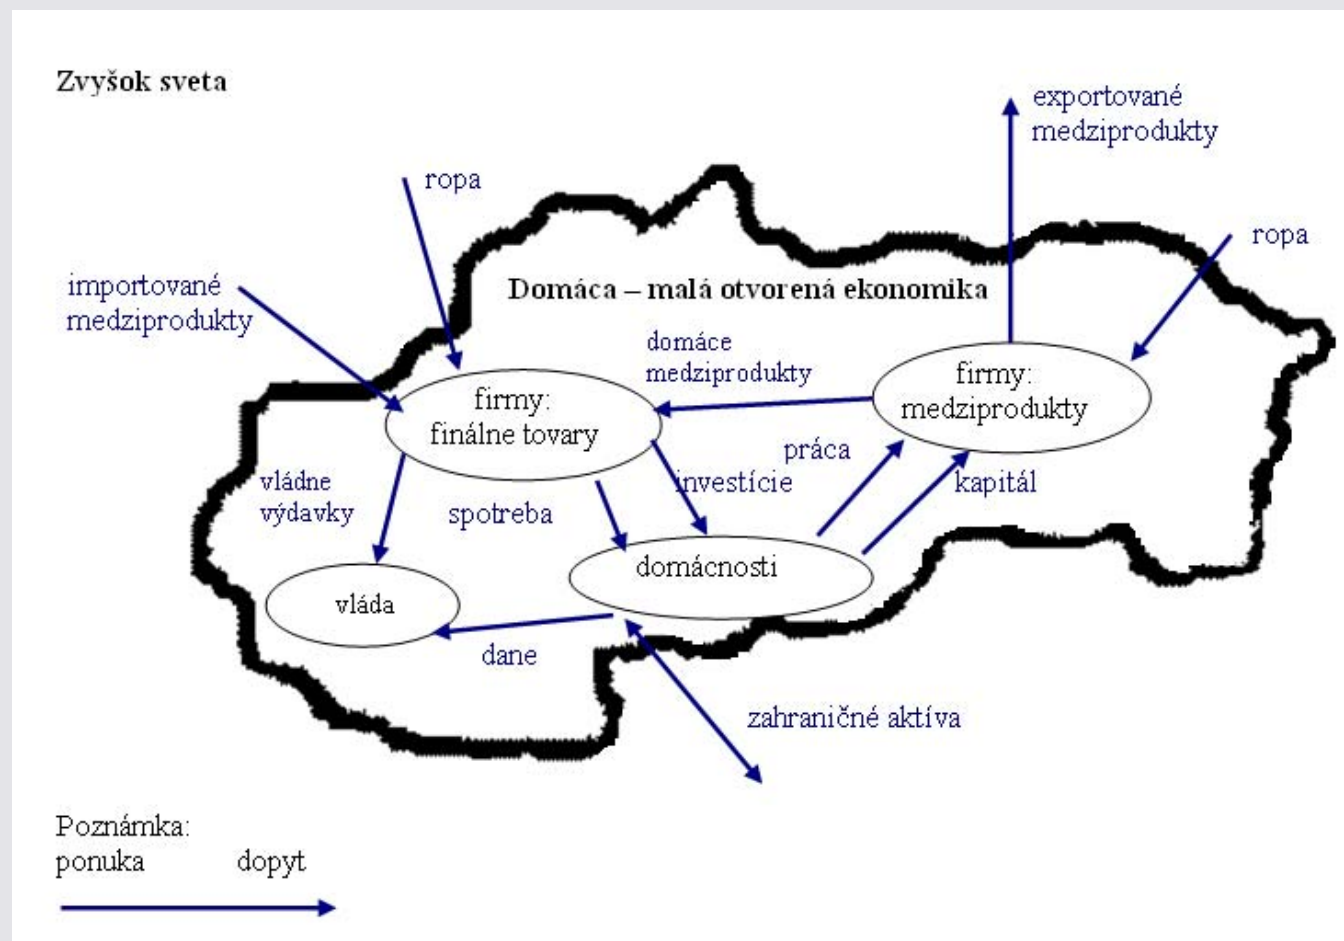 Zvyšok sveta
exportované
medziprodukty
ropa
ropa
importované
medziprodukty
Domáca – malá otvorená ekonomika
domáce
medziprodukty
firmy:
medziprodukty
firmy:
finálne tovary
práca
vládne
výdavky
spotreba
investície
kapitál
domácnosti
vláda
dane
zahraničné aktíva
Poznámka:
ponuka dopyt